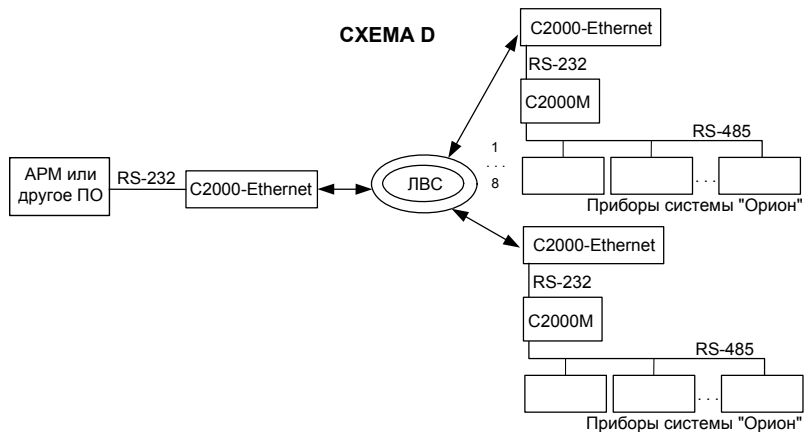 СХЕМА D
С2000-Ethernet
RS-232
С2000М
RS-485
1
. . .
8
. . .
Приборы системы "Орион"
АРМ или
другое ПО
RS-232
С2000-Ethernet
ЛВС
С2000-Ethernet
RS-232
С2000М
RS-485
. . .
Приборы системы "Орион"